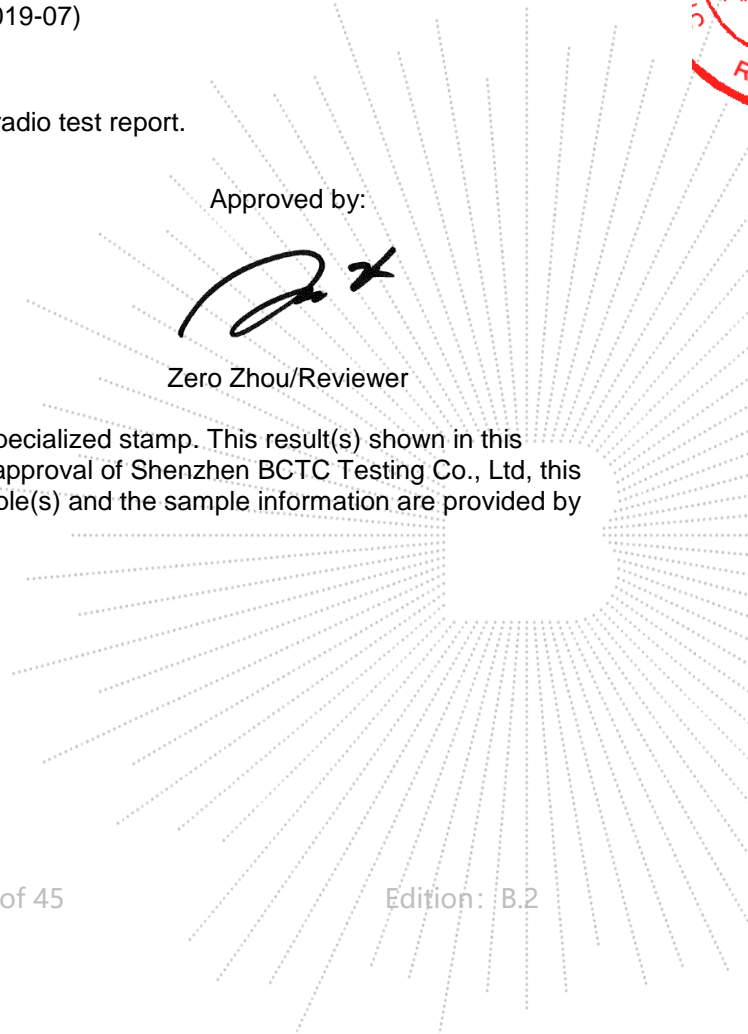 019-07)
radio test report.
Approved by:
Zero Zhou/Reviewer
pecialized stamp. This result(s) shown in this
approval of Shenzhen BCTC Testing Co., Ltd, this
ple(s) and the sample information are provided by
of 45 Edition: B.2